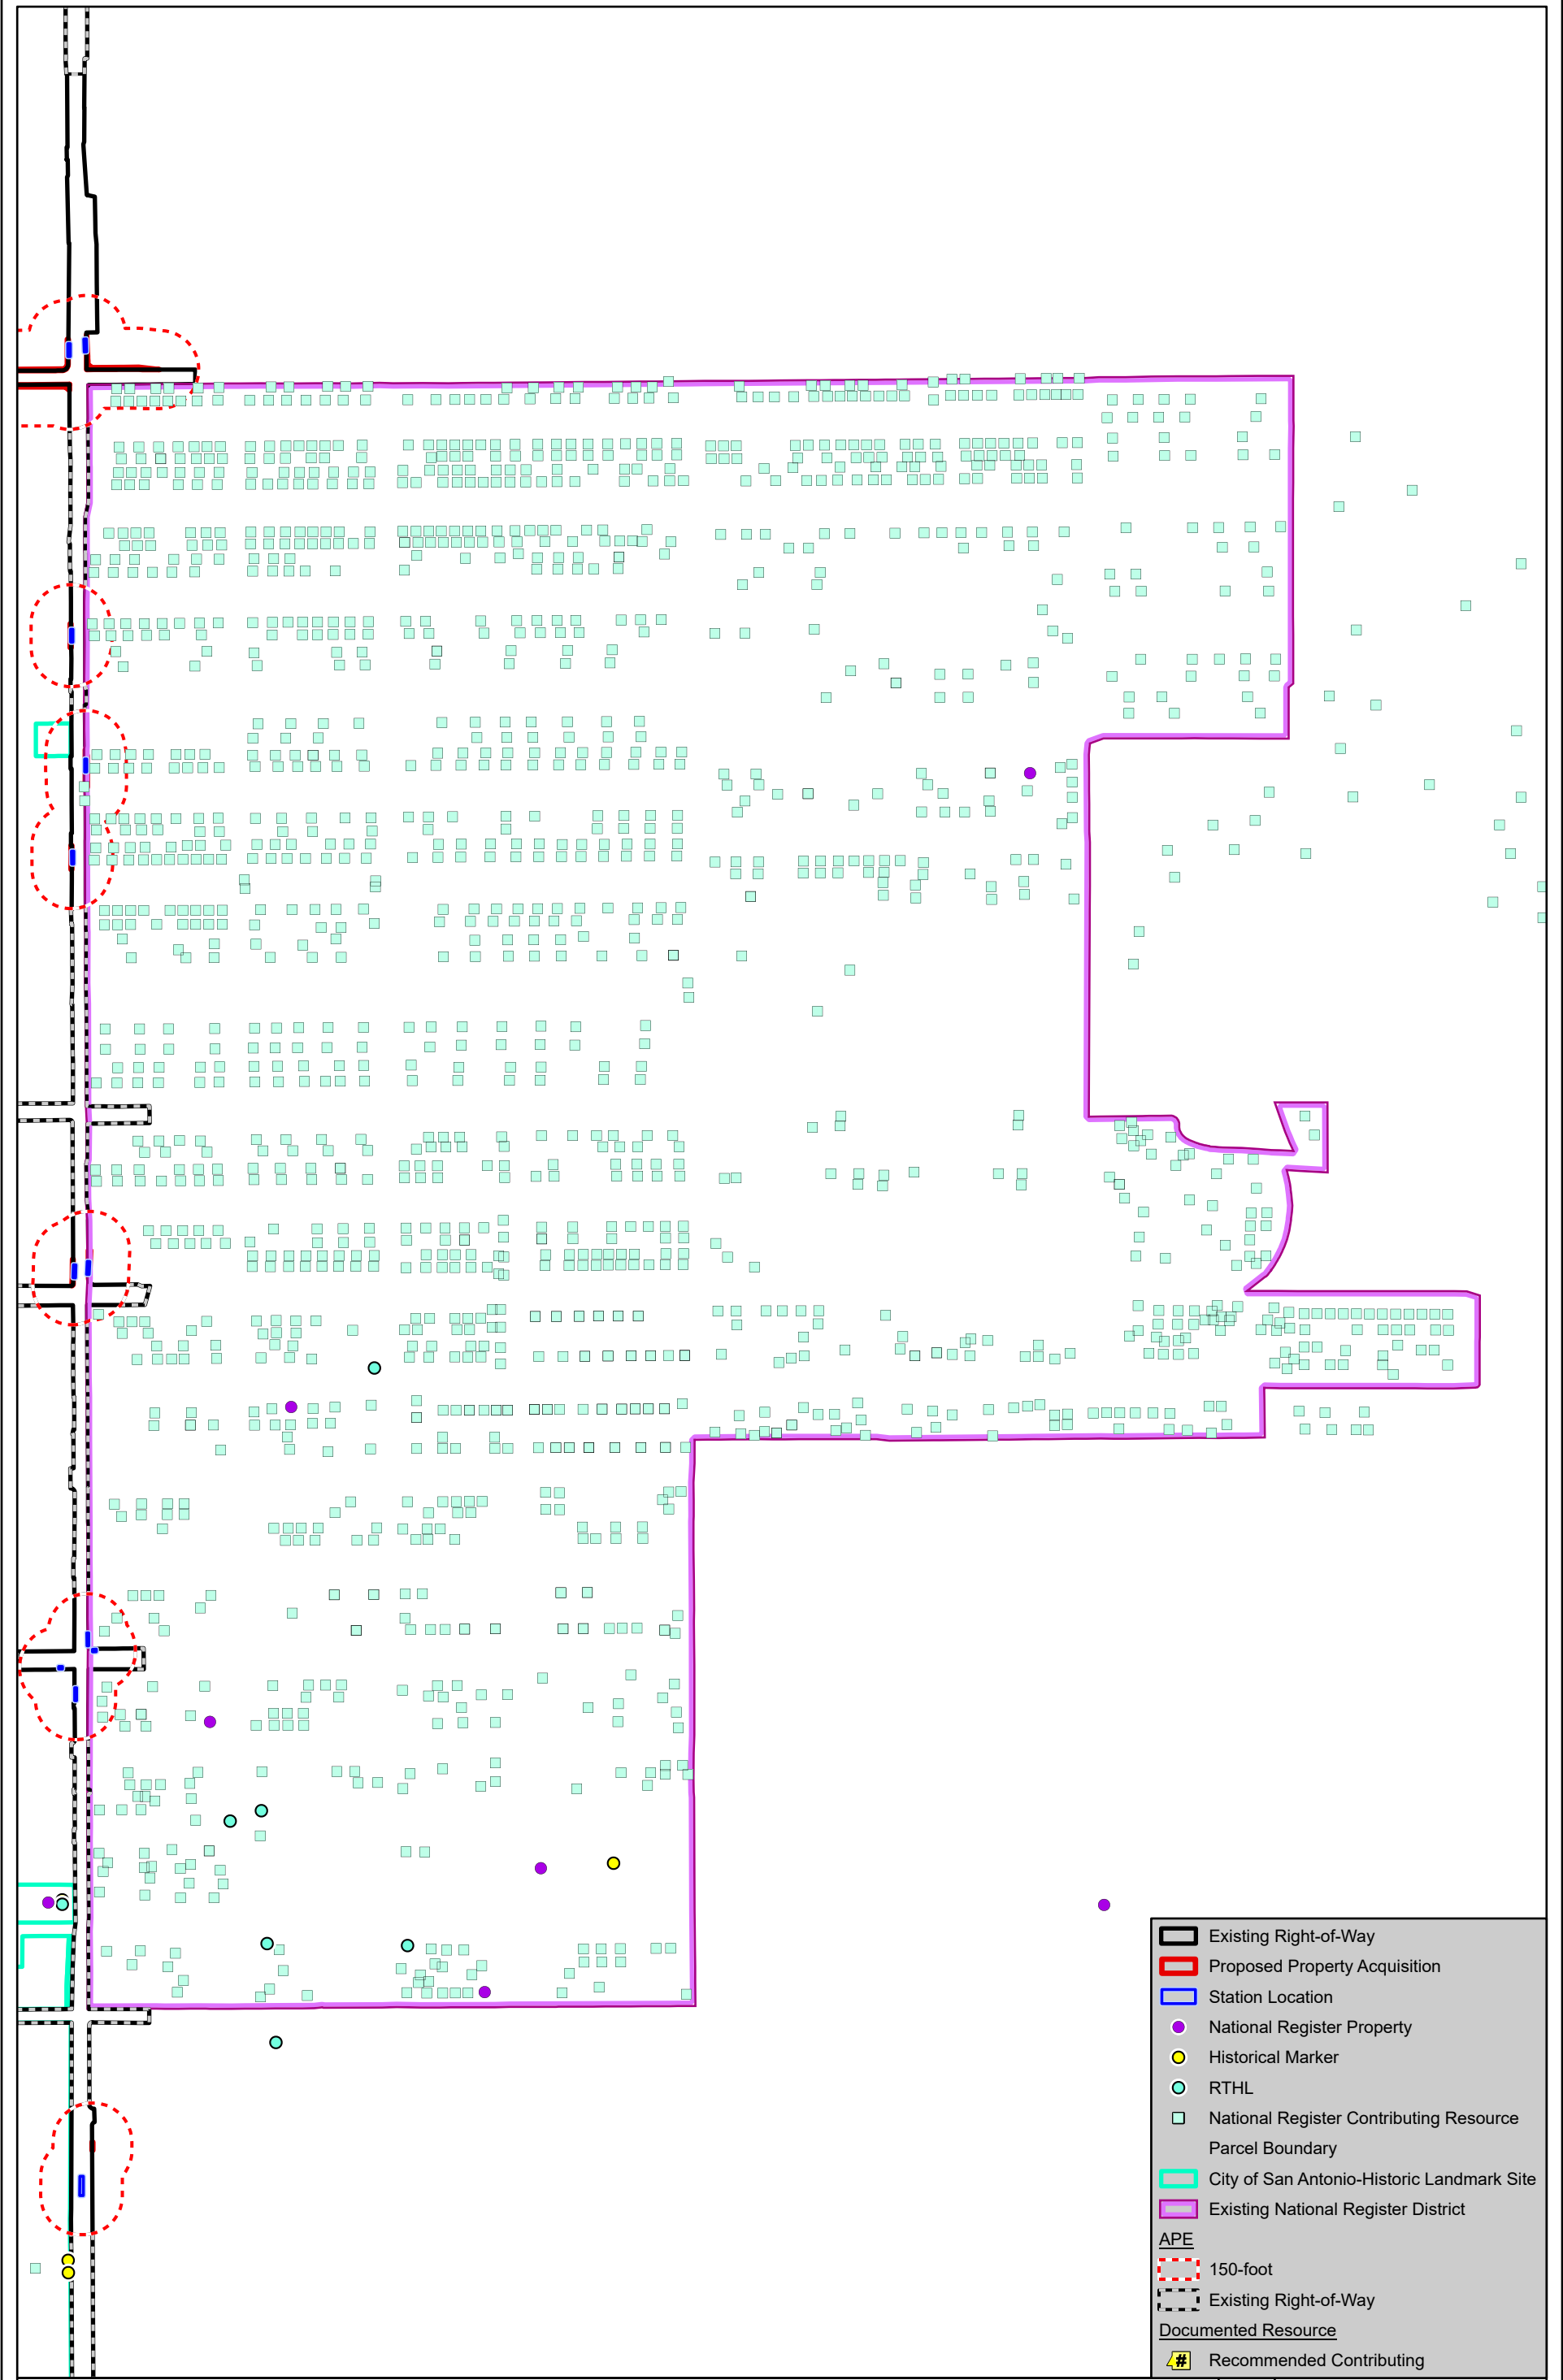 Existing Right-of-Way
Proposed Property Acquisition
Station Location
National Register Property
Historical Marker
RTHL
National Register Contributing Resource
Parcel Boundary
City of San Antonio-Historic Landmark Site
Existing National Register District
APE
150-foot
Existing Right-of-Way
Documented Resource
# Recommended Contributing